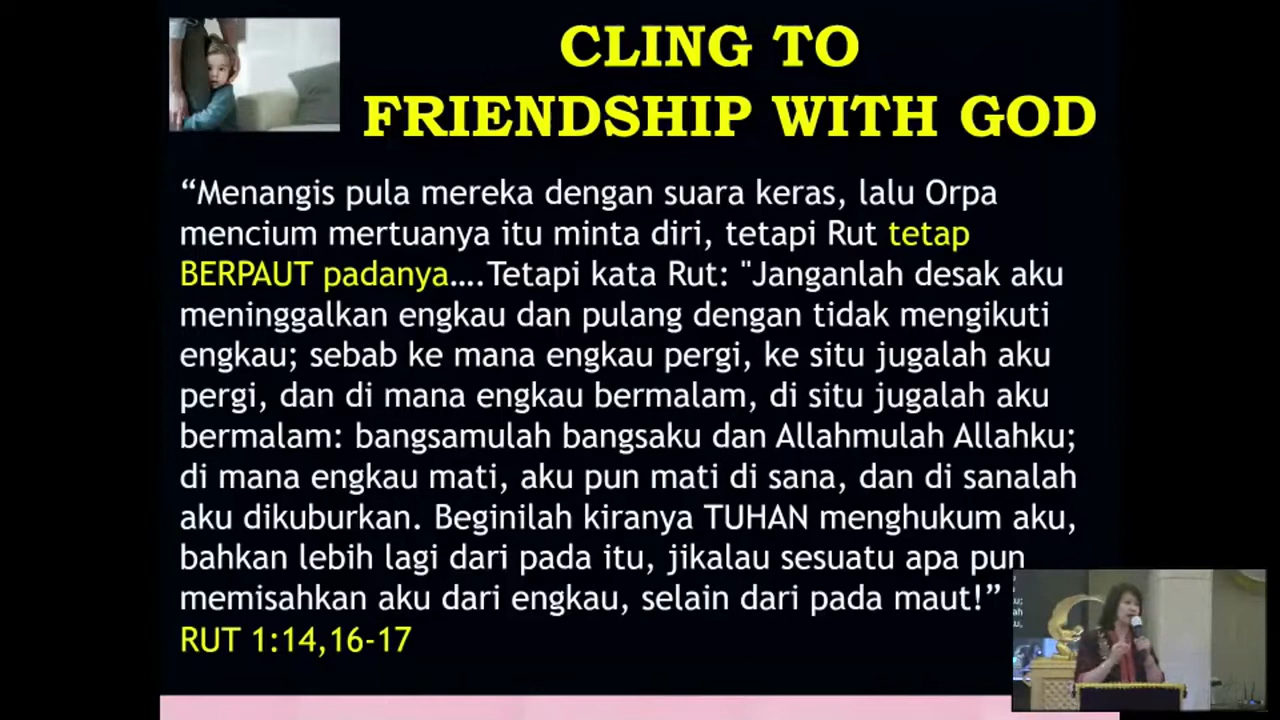 CLING TO
FRIENDSHIP WITH GOD
“Menangis pula mereka dengan suara keras, lalu Orpa
mencium mertuanya itu minta diri, tetapi Rut tetap
BERPAUT padanya….Tetapi kata Rut: "Janganlah desak aku
meninggalkan engkau dan pulang dengan tidak mengikuti
engkau; sebab ke mana engkau pergi, ke situ jugalah aku
pergi, dan di mana engkau bermalam, di situ jugalah aku
bermalam: bangsamulah bangsaku dan Allahmulah Allahku;
di mana engkau mati, aku pun mati di sana, dan di sanalah
aku dikuburkan. Beginilah kiranya TUHAN menghukum aku,
bahkan lebih lagi dari pada itu, jikalau sesuatu apa pun
memisahkan aku dari engkau, selain dari pada maut!”
RUT 1:14,16-17